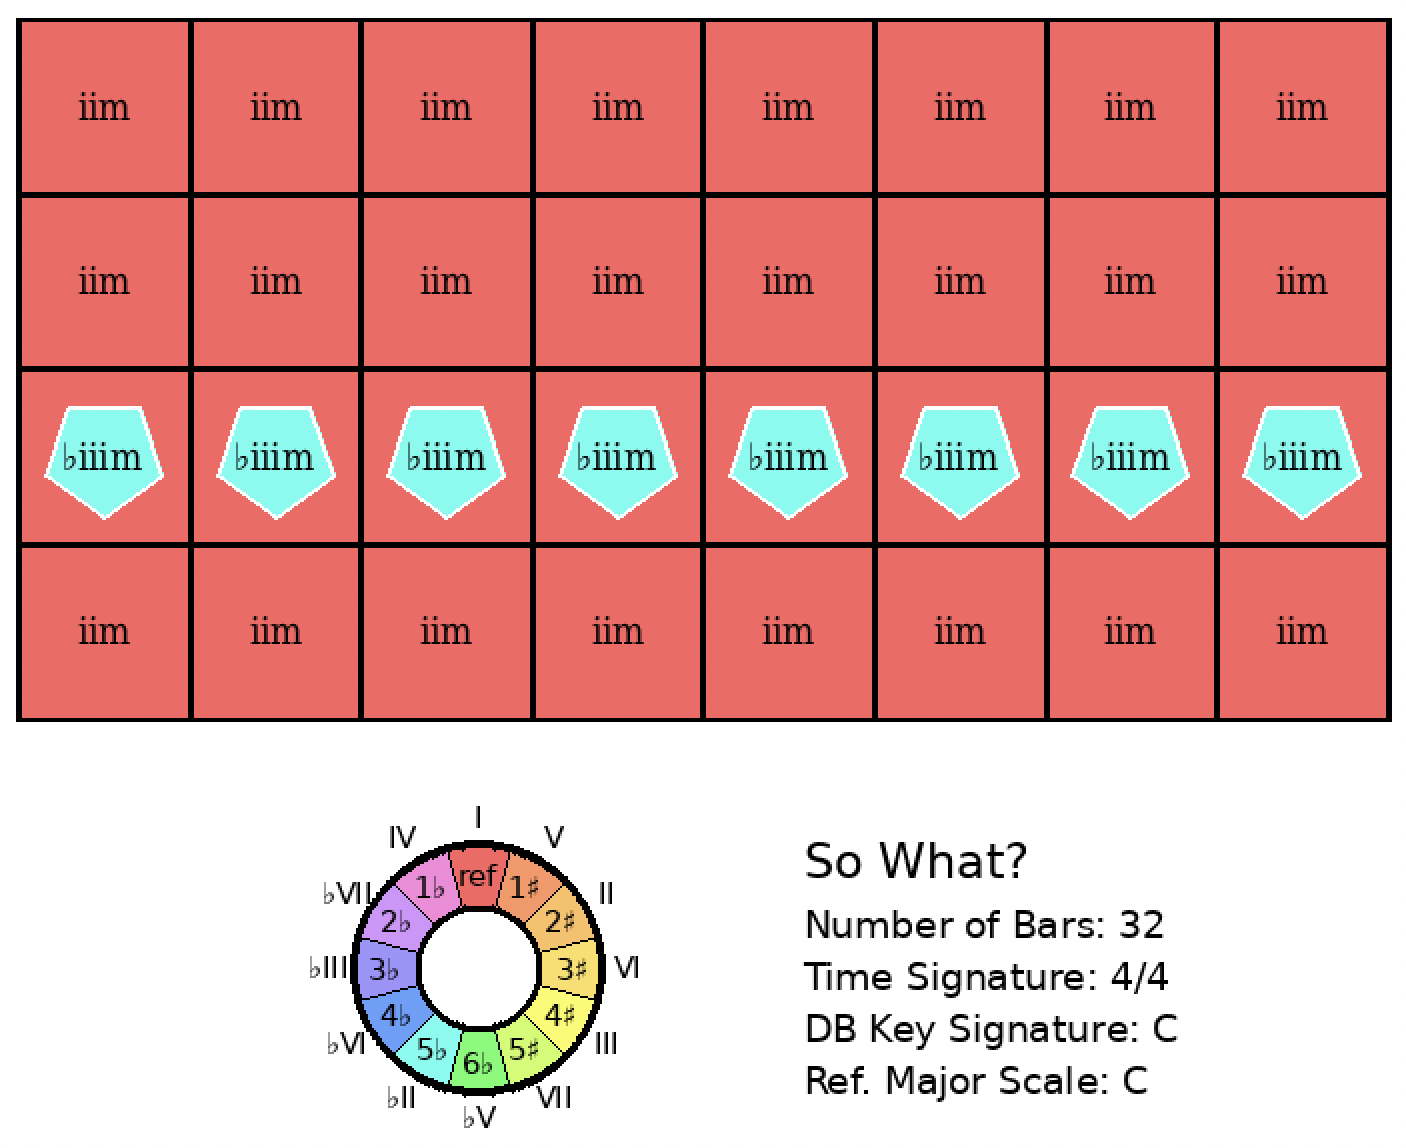 iim iim iim iim iim iim iim iim
iim iim iim iim iim iim iim iim
♭iiim ♭iiim ♭iiim ♭iiim ♭iiim ♭iiim ♭iiim ♭iiim
iim iim iim iim iim iim iim iim
I
IV V
♭VII II
♭III VI
♭VI III
♭II VII
♭V
ref
1♭ 1♯
2♭ 2♯
3♭ 3♯
4♭ 4♯
5♭ 5♯
6♭
So What?
Number of Bars: 32
Time Signature: 4/4
DB Key Signature: C
Ref. Major Scale: C